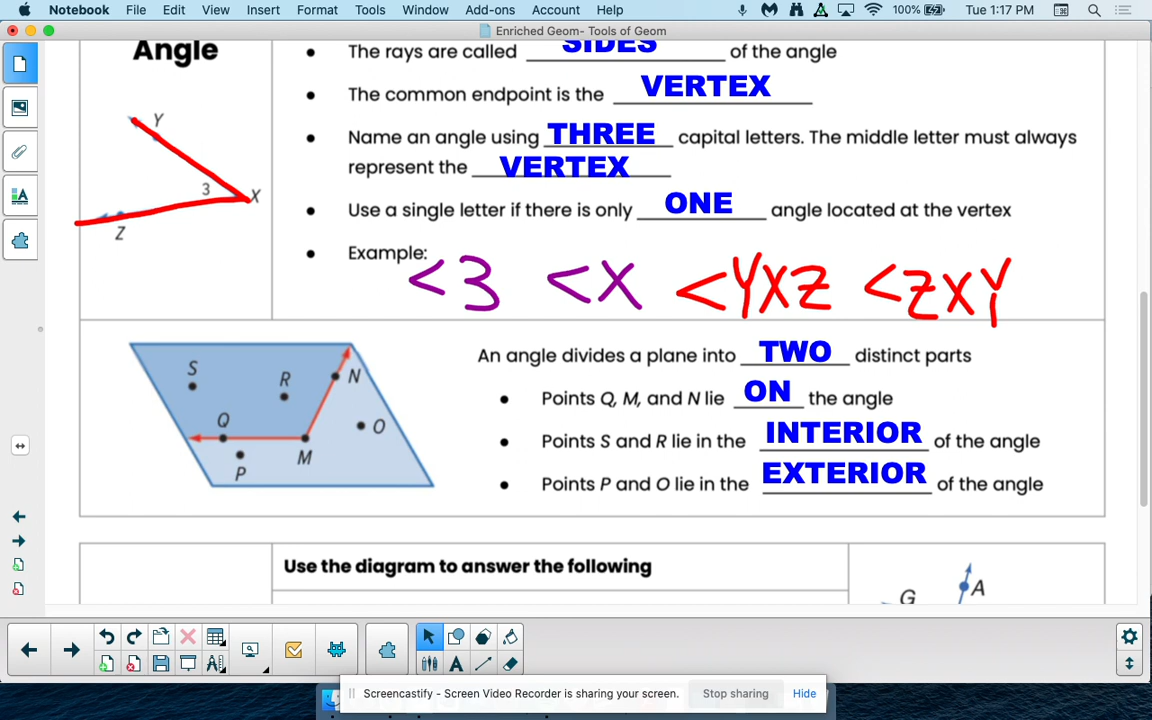 Notebook File Edit View Insert Format Tools Window Add-ons Account Help 100% Tue 1:17 PM
Enriched Geom- Tools of Geom
Angle
• The rays are called SIDES of the angle
• The common endpoint is the VERTEX
• Name an angle using THREE capital letters. The middle letter must always
represent the VERTEX
• Use a single letter if there is only ONE angle located at the vertex
• Example:
<3 <X <YXZ <ZXY
Y
3
X
Z
An angle divides a plane into TWO distinct parts
• Points Q, M, and N lie ON the angle
• Points S and R lie in the INTERIOR of the angle
• Points P and O lie in the EXTERIOR of the angle
S
R
N
Q
O
M
P
Use the diagram to answer the following
A
G
A
Screencastify - Screen Video Recorder is sharing your screen. Stop sharing Hide